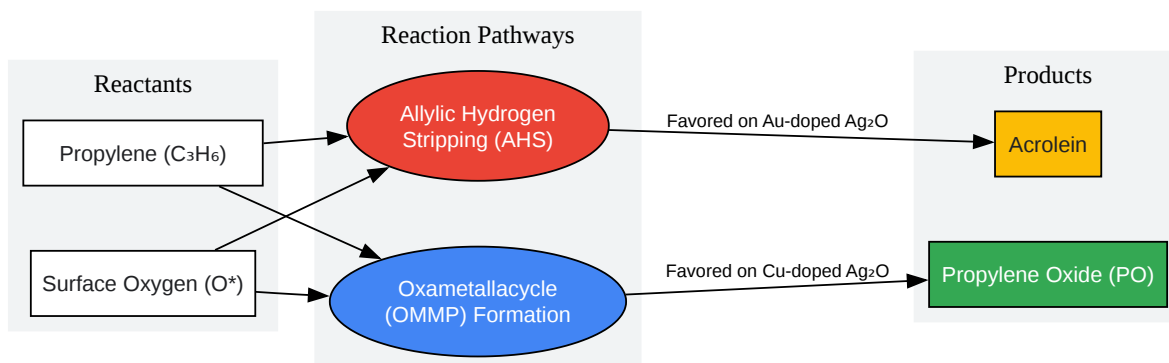 Reaction Pathways
Reactants
Products
Allylic Hydrogen
Stripping (AHS)
Favored on Au-doped Ag₂O
Propylene (C₃H₆)
Acrolein
Surface Oxygen (O*)
Oxametallacycle
(OMMP) Formation
Favored on Cu-doped Ag₂O
Propylene Oxide (PO)